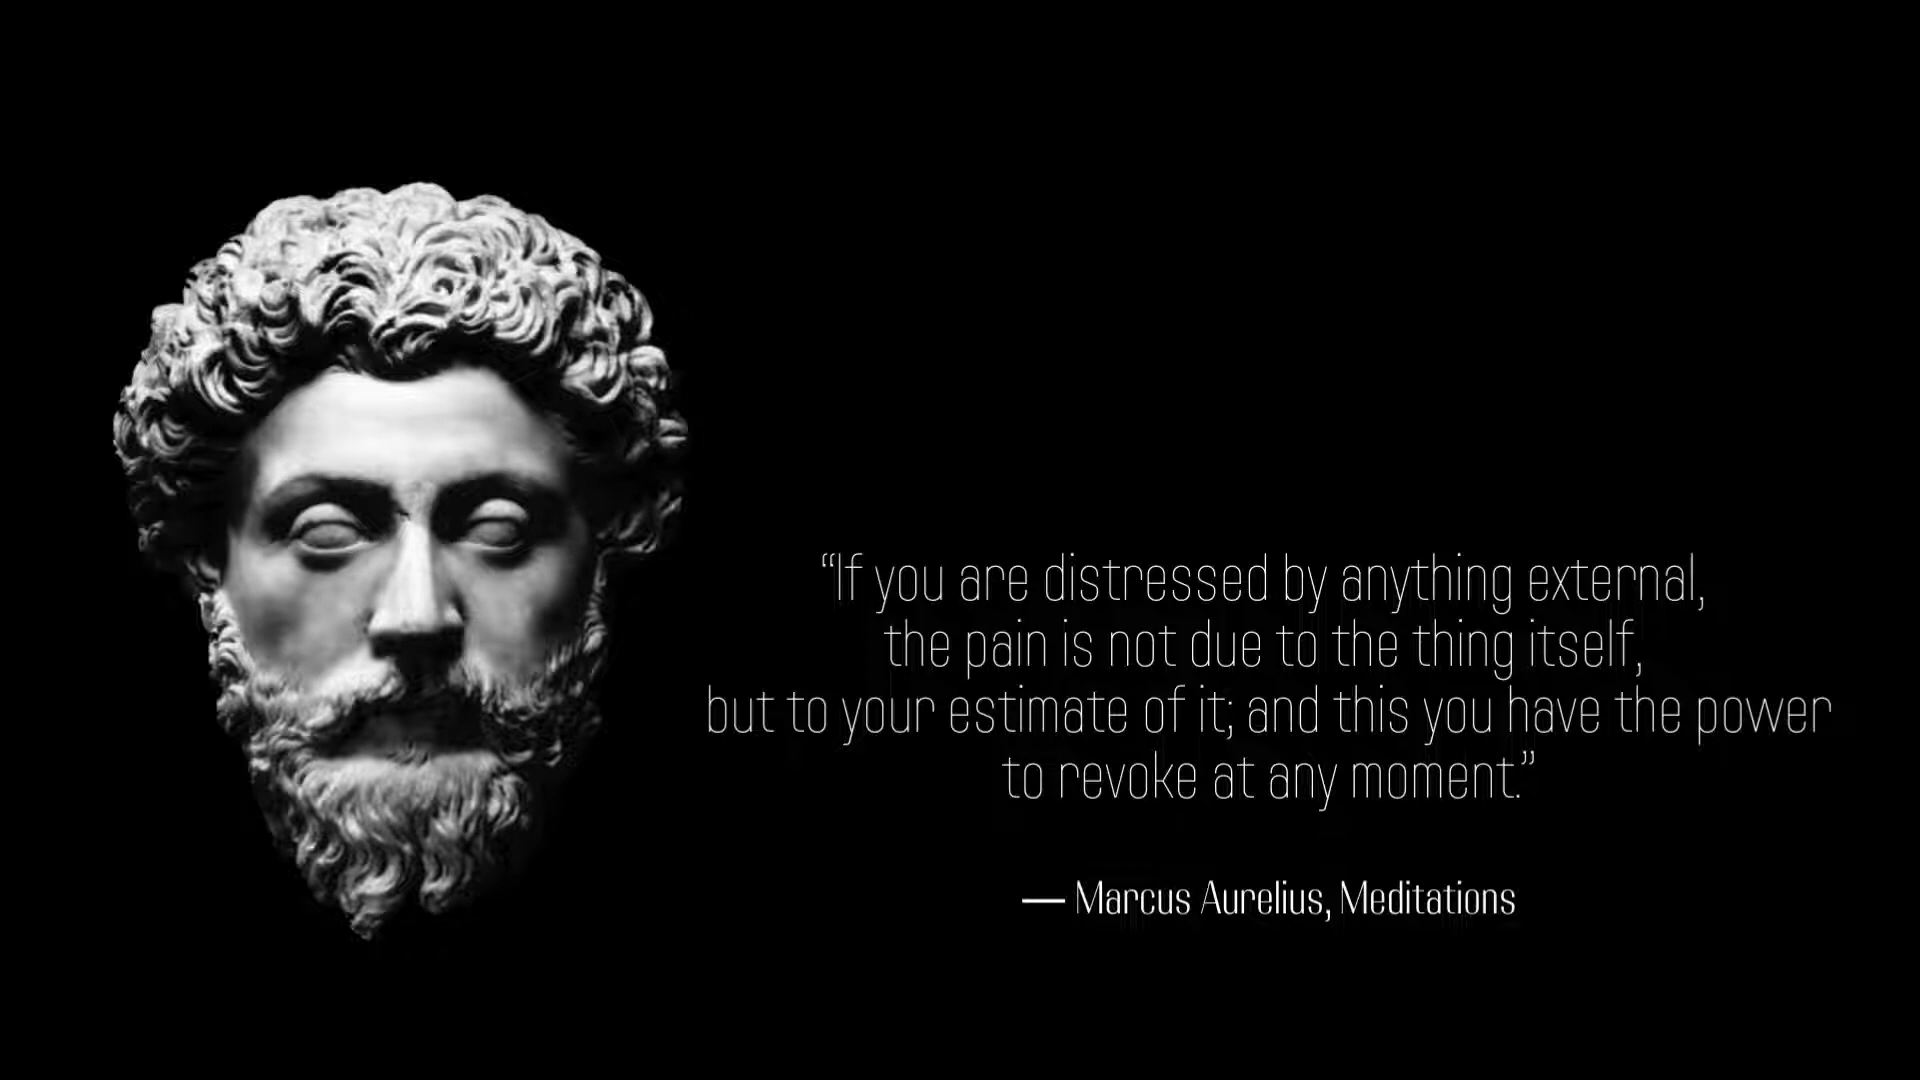 “If you are distressed by anything external,
the pain is not due to the thing itself,
but to your estimate of it; and this you have the power
to revoke at any moment.”
— Marcus Aurelius, Meditations